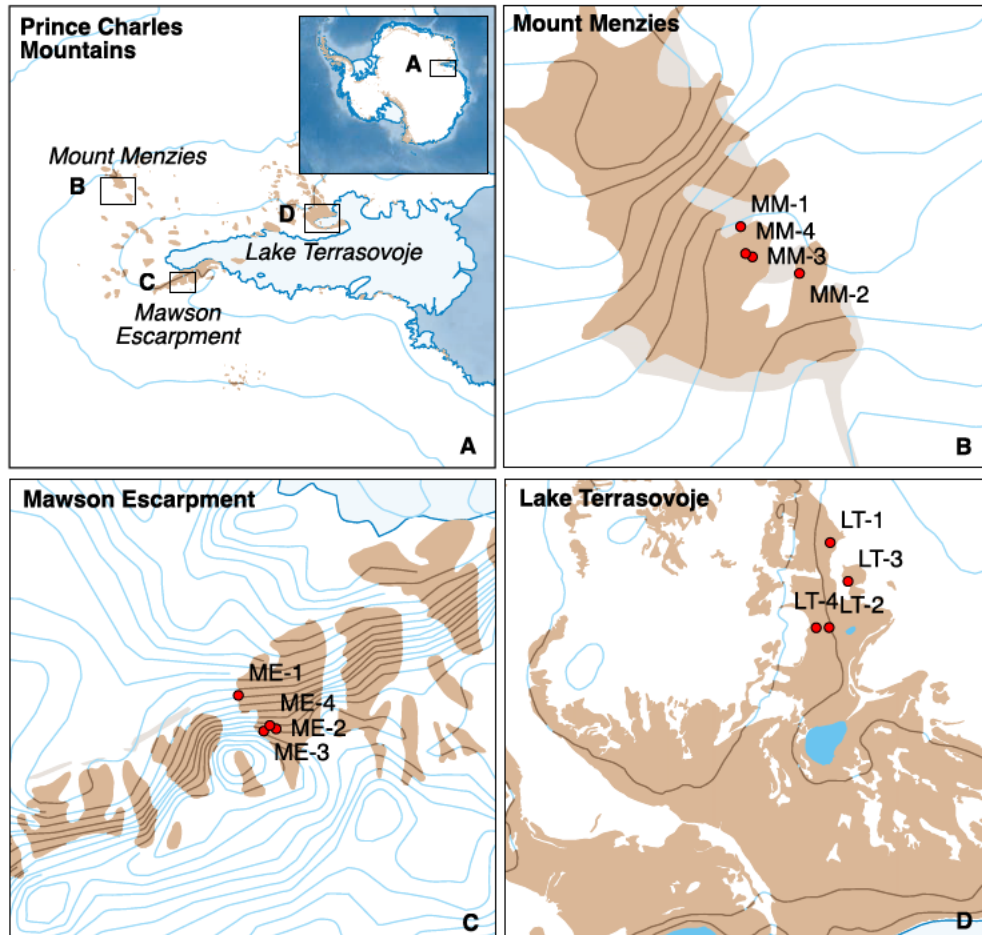 Prince Charles
Mountains
A
Mount Menzies
B
D
Lake Terrasovoje
C
Mawson
Escarpment
A
Mount Menzies
MM-1
MM-4
MM-3
MM-2
B
Mawson Escarpment
ME-1
ME-4
ME-2
ME-3
C
Lake Terrasovoje
LT-1
LT-3
LT-4 LT-2
D